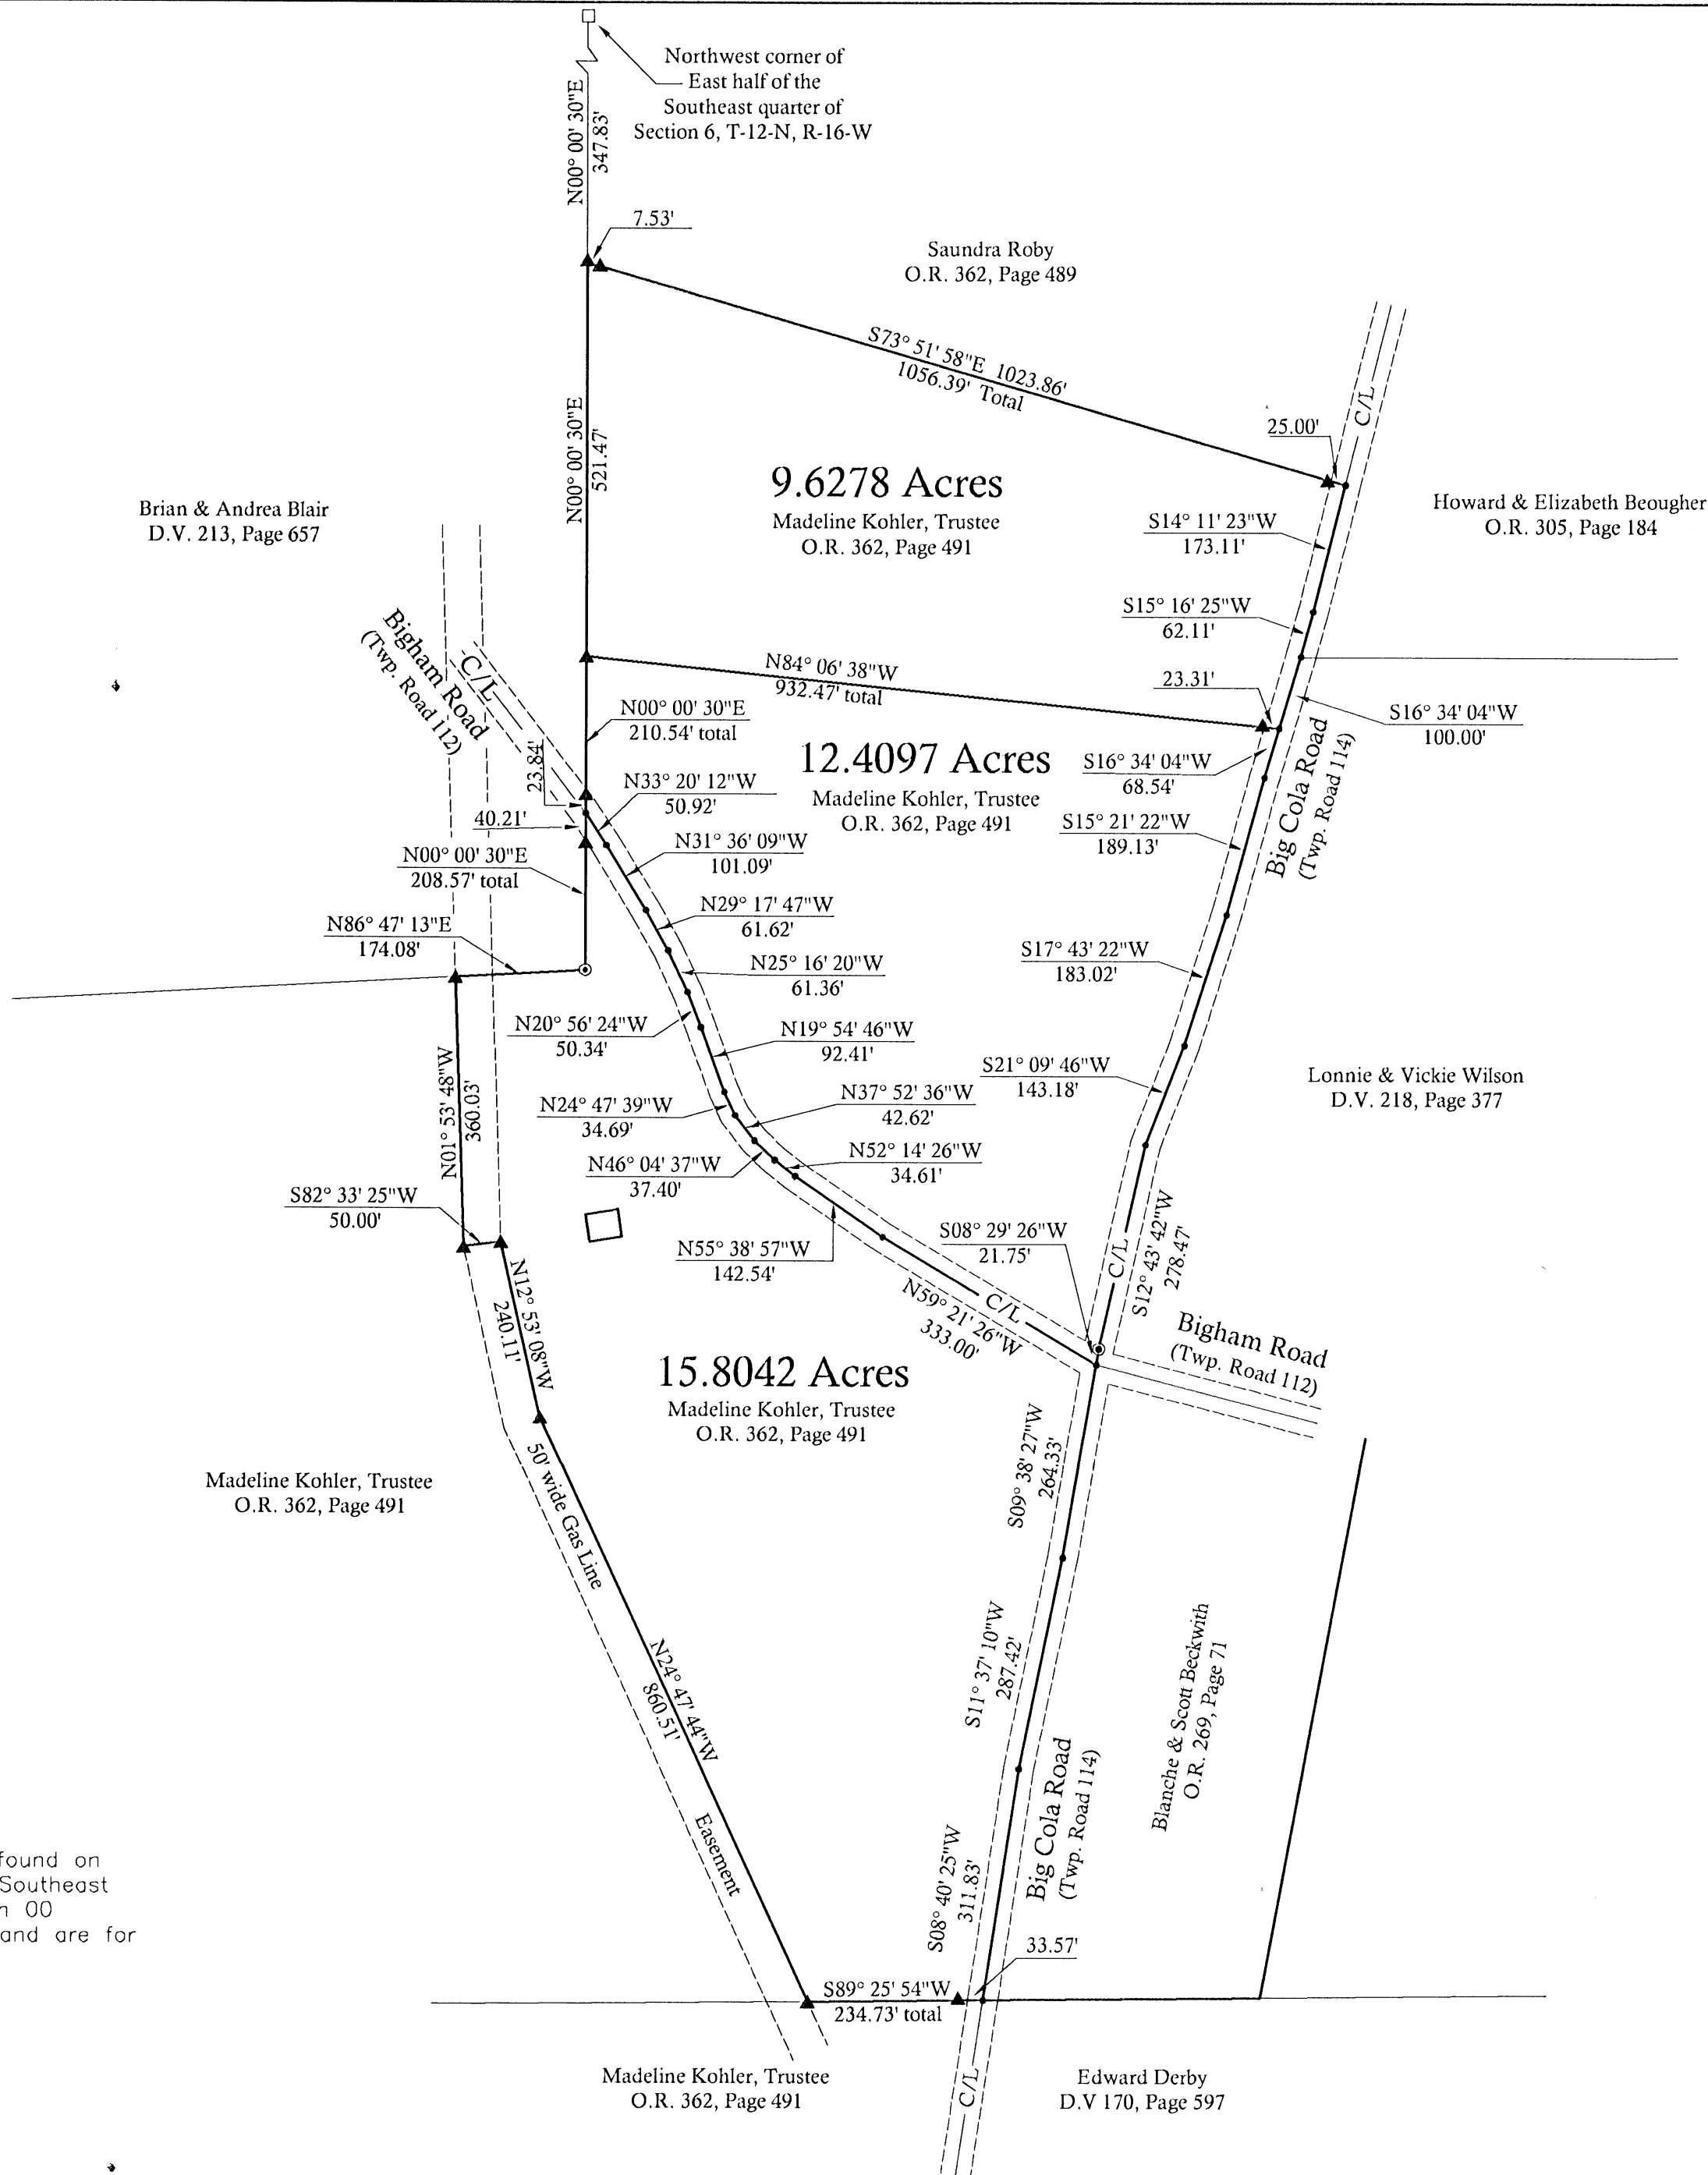 Northwest corner of
East half of the
Southeast quarter of
Section 6, T-12-N, R-16-W
N00° 00' 30"E
347.83'
7.53'
Saundra Roby
O.R. 362, Page 489
S73° 51' 58"E 1023.86'
1056.39' Total
C/L
25.00'
N00° 00' 30"E
521.47'
9.6278 Acres
Madeline Kohler, Trustee
O.R. 362, Page 491
Brian & Andrea Blair
D.V. 213, Page 657
Howard & Elizabeth Beougher
O.R. 305, Page 184
S14° 11' 23"W
173.11'
S15° 16' 25"W
62.11'
Bigham Road
(Twp. Road 112)
C/L
N84° 06' 38"W
932.47' total
23.31'
S16° 34' 04"W
100.00'
N00° 00' 30"E
210.54' total
23.84'
12.4097 Acres
Madeline Kohler, Trustee
O.R. 362, Page 491
S16° 34' 04"W
68.54'
Big Cola Road
(Twp. Road 114)
N33° 20' 12"W
50.92'
40.21'
S15° 21' 22"W
189.13'
N31° 36' 09"W
101.09'
N00° 00' 30"E
208.57' total
N29° 17' 47"W
61.62'
N86° 47' 13"E
174.08'
N25° 16' 20"W
61.36'
S17° 43' 22"W
183.02'
N20° 56' 24"W
50.34'
N19° 54' 46"W
92.41'
N01° 53' 48"W
360.03'
S21° 09' 46"W
143.18'
Lonnie & Vickie Wilson
D.V. 218, Page 377
N24° 47' 39"W
34.69'
N37° 52' 36"W
42.62'
N46° 04' 37"W
37.40'
N52° 14' 26"W
34.61'
S82° 33' 25"W
50.00'
N55° 38' 57"W
142.54'
S08° 29' 26"W
21.75'
C/L
S12° 43' 42"W
278.47'
N12° 53' 08"W
240.11'
C/L
N59° 21' 26"W
333.00'
Bigham Road
(Twp. Road 112)
15.8042 Acres
Madeline Kohler, Trustee
O.R. 362, Page 491
S09° 38' 27"W
264.33'
Madeline Kohler, Trustee
O.R. 362, Page 491
50' wide Gas Line
Easement
N24° 47' 44"W
860.51'
S11° 37' 10"W
287.42'
Blanche & Scott Beckwith
O.R. 269, Page 71
Big Cola Road
(Twp. Road 114)
S08° 40' 25"W
311.83'
found on
Southeast
00
and are for
33.57'
S89° 25' 54"W
234.73' total
Madeline Kohler, Trustee
O.R. 362, Page 491
C/L
Edward Derby
D.V 170, Page 597